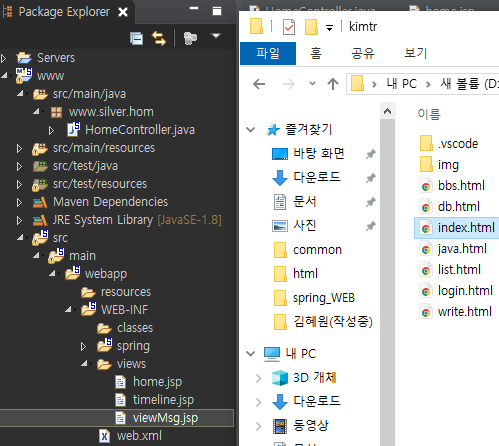 Package Explorer
Servers
www
src/main/java
www.silver.hom
HomeController.java
src/main/resources
src/test/java
src/test/resources
Maven Dependencies
JRE System Library [JavaSE-1.8]
src
main
webapp
resources
WEB-INF
classes
spring
views
home.jsp
timeline.jsp
viewMsg.jsp
web.xml
HomeController.java
home.jsp
kimtr
파일
홈
공유
보기
내 PC
새 볼륨 (D:
즐겨찾기
바탕 화면
다운로드
문서
사진
common
html
spring_WEB
김혜원(작성중)
내 PC
3D 개체
다운로드
동영상
이름
.vscode
img
bbs.html
db.html
index.html
java.html
list.html
login.html
write.html